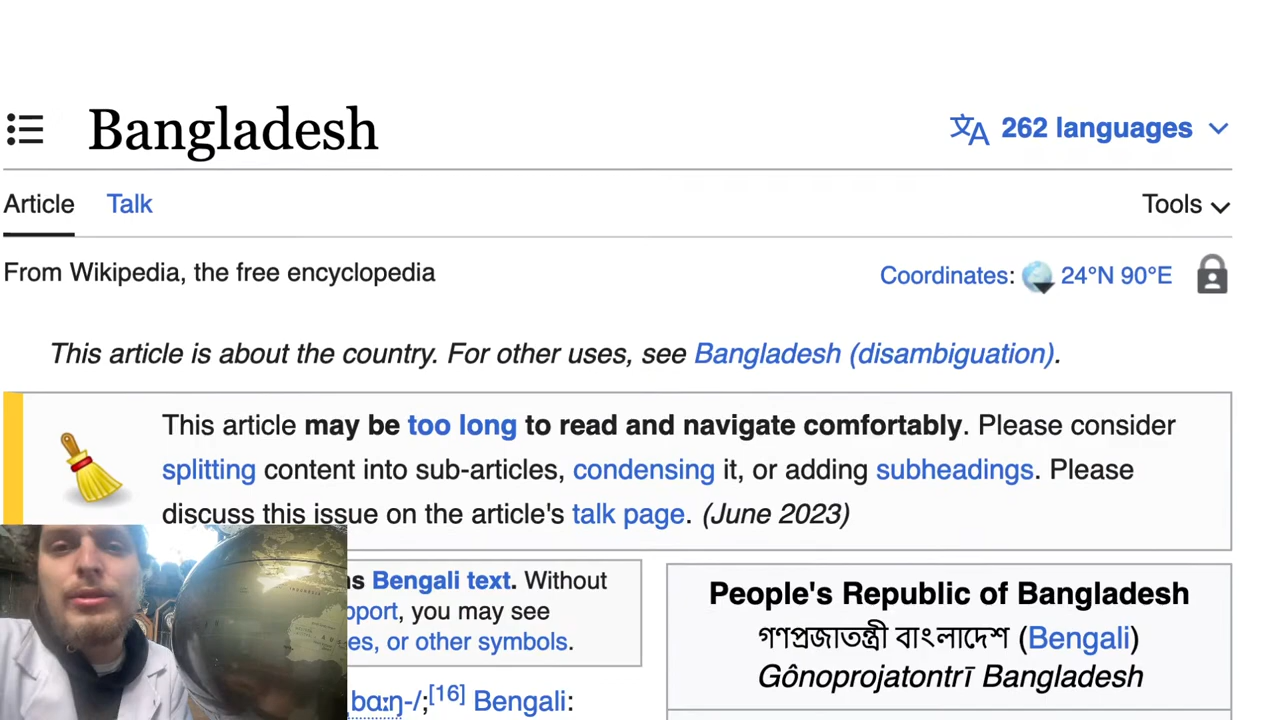 Bangladesh
文A 262 languages
Article Talk
Tools
From Wikipedia, the free encyclopedia
Coordinates: 24°N 90°E
This article is about the country. For other uses, see Bangladesh (disambiguation).
This article may be too long to read and navigate comfortably. Please consider
splitting content into sub-articles, condensing it, or adding subheadings. Please
discuss this issue on the article's talk page. (June 2023)
Bengali text. Without
you may see
or other symbols.
[16] Bengali:
People's Republic of Bangladesh
গণপ্রজাতন্ত্রী বাংলাদেশ (Bengali)
Gônoprojatontrī Bangladesh